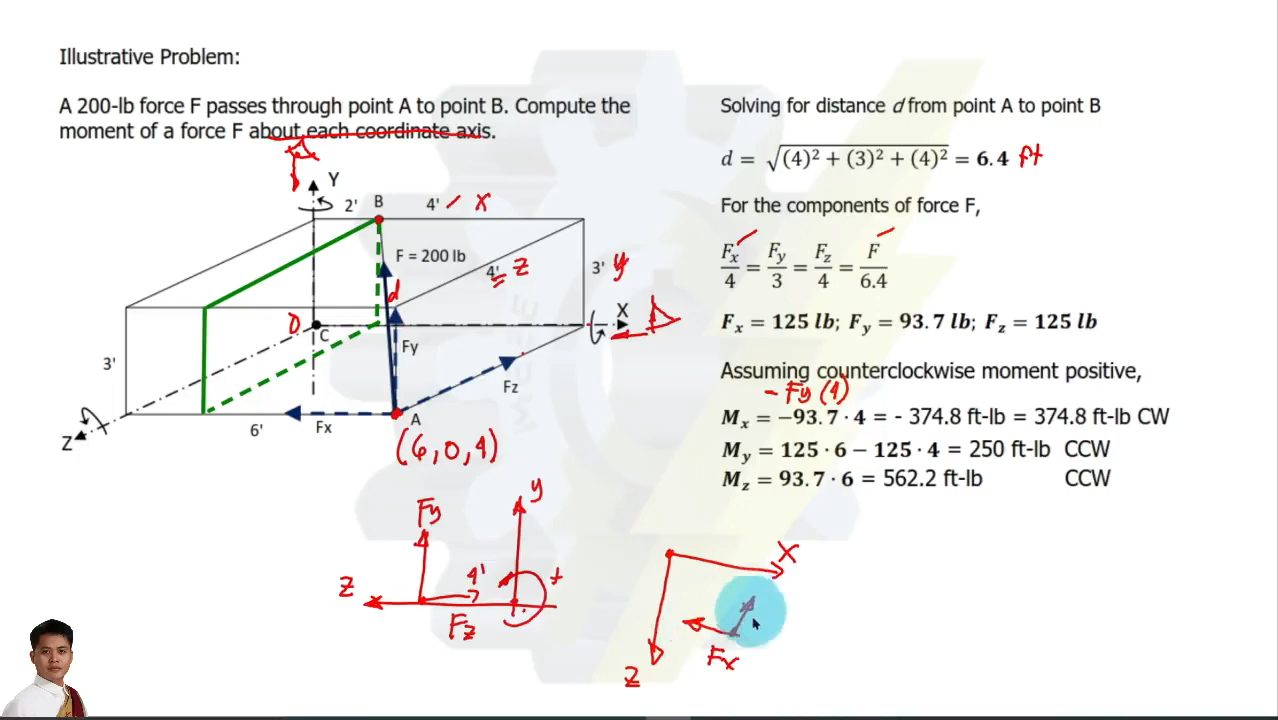 Illustrative Problem:
A 200-lb force F passes through point A to point B. Compute the
moment of a force F about each coordinate axis.
Y
2'
B
4' x
F = 200 lb
4' z
3' y
d
X
O
C
3'
Fy
Fz
A
Z
6'
Fx
(6,0,4)
Fy
y
z
4'
+
Fz
Solving for distance d from point A to point B
d = √(4)² + (3)² + (4)² = 6.4 ft
For the components of force F,
Fx/4 = Fy/3 = Fz/4 = F/6.4
Fx = 125 lb; Fy = 93.7 lb; Fz = 125 lb
Assuming counterclockwise moment positive,
- Fy (4)
Mx = −93.7 · 4 = - 374.8 ft-lb = 374.8 ft-lb CW
My = 125 · 6 − 125 · 4 = 250 ft-lb CCW
Mz = 93.7 · 6 = 562.2 ft-lb CCW
X
Fx
z